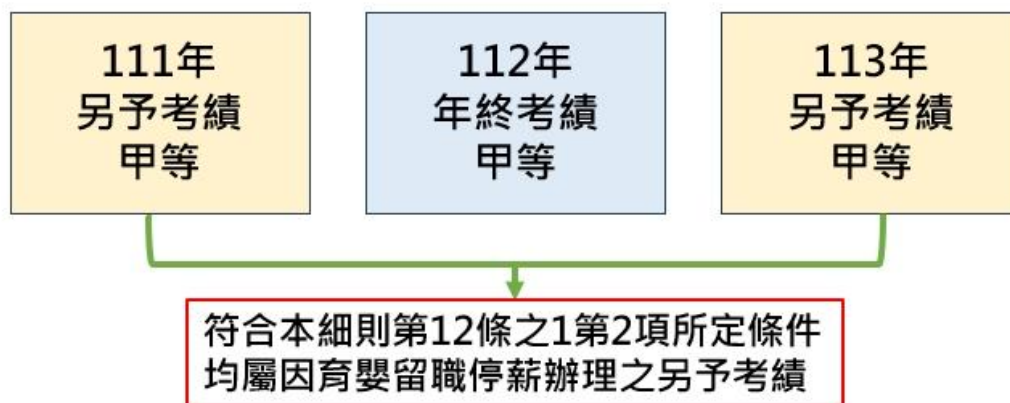 111年
另予考績
甲等
112年
年終考績
甲等
113年
另予考績
甲等
符合本細則第12條之1第2項所定條件
均屬因育嬰留職停薪辦理之另予考績